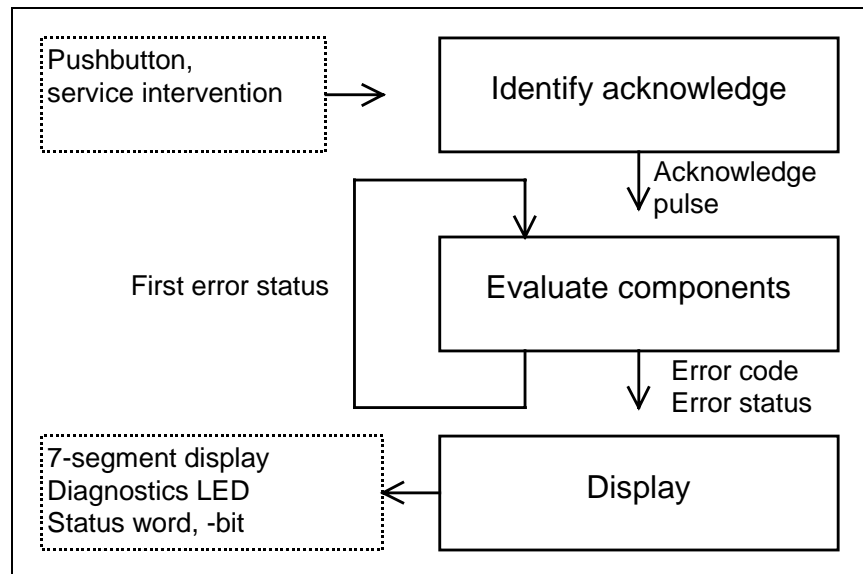 Pushbutton,
service intervention
Identify acknowledge
Acknowledge
pulse
First error status
Evaluate components
Error code
Error status
7-segment display
Diagnostics LED
Status word, -bit
Display